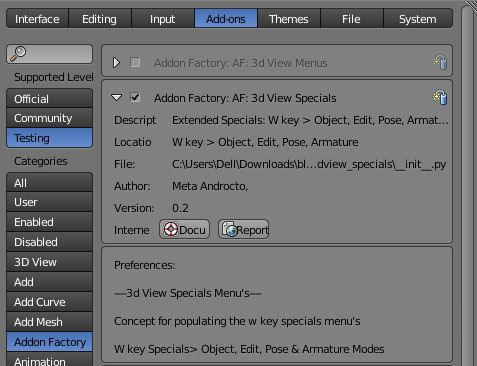 Interface Editing Input Add-ons Themes File System
Supported Level
Official
Community
Testing
Categories
All
User
Enabled
Disabled
3D View
Add
Add Curve
Add Mesh
Addon Factory
Animation
Addon Factory: AF: 3d View Menus
Addon Factory: AF: 3d View Specials
Descript Extended Specials: W key > Object, Edit, Pose, Armat...
Locatio W key > Object, Edit, Pose, Armature
File: C:\Users\Dell\Downloads\bl...dview_specials\__init__.py
Author: Meta Androcto,
Version: 0.2
Interne Docu Report
Preferences:
----3d View Specials Menu's----
Concept for populating the w key specials menu's
W key Specials> Object, Edit, Pose & Armature Modes